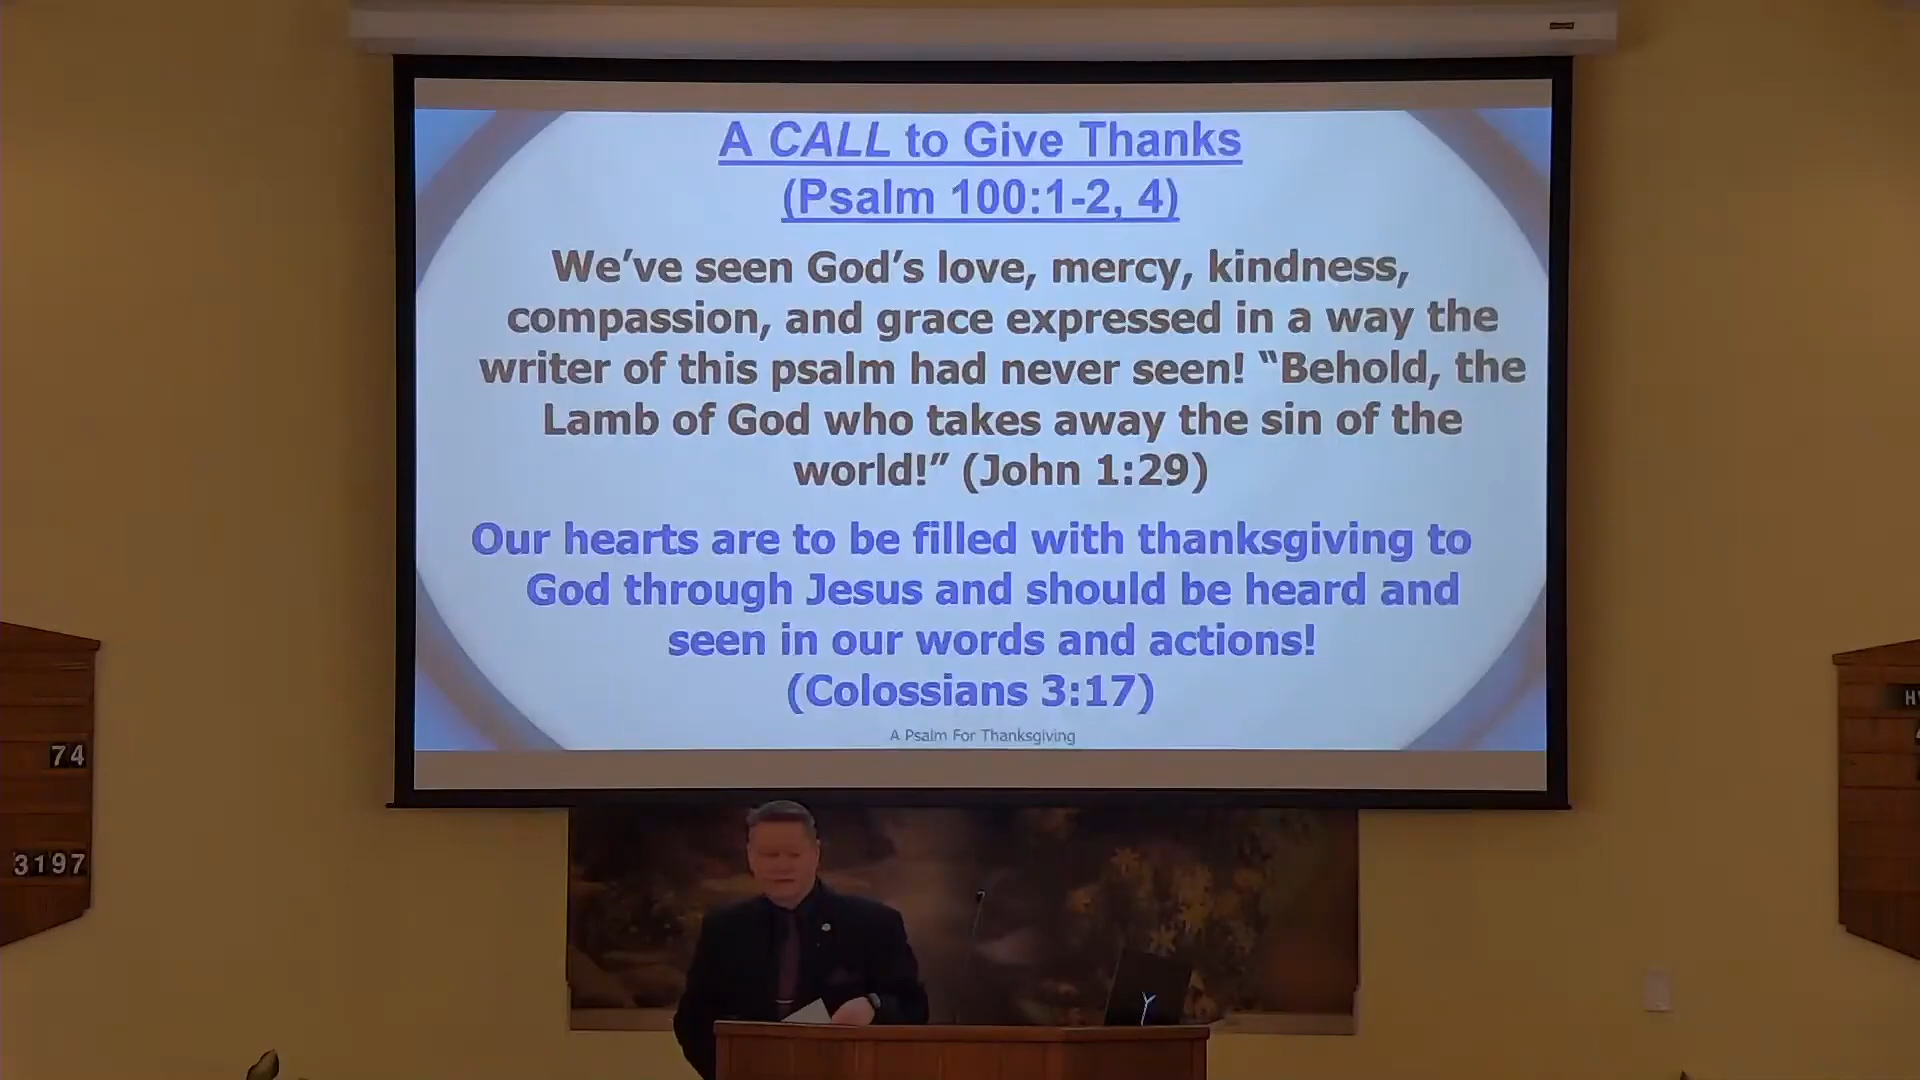 A CALL to Give Thanks
(Psalm 100:1-2, 4)
We’ve seen God’s love, mercy, kindness,
compassion, and grace expressed in a way the
writer of this psalm had never seen! “Behold, the
Lamb of God who takes away the sin of the
world!” (John 1:29)
Our hearts are to be filled with thanksgiving to
God through Jesus and should be heard and
seen in our words and actions!
(Colossians 3:17)
A Psalm For Thanksgiving
74
3197